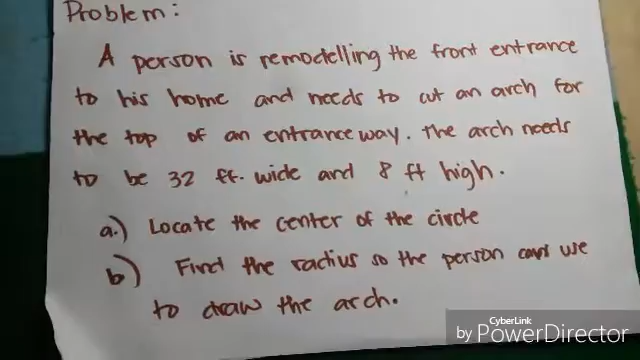 Problem:
A person is remodelling the front entrance
to his home and needs to cut an arch for
the top of an entranceway. The arch needs
to be 32 ft. wide and 8 ft high.
a.) Locate the center of the circle
b) Find the radius so the person can use
to draw the arch.
CyberLink
by PowerDirector